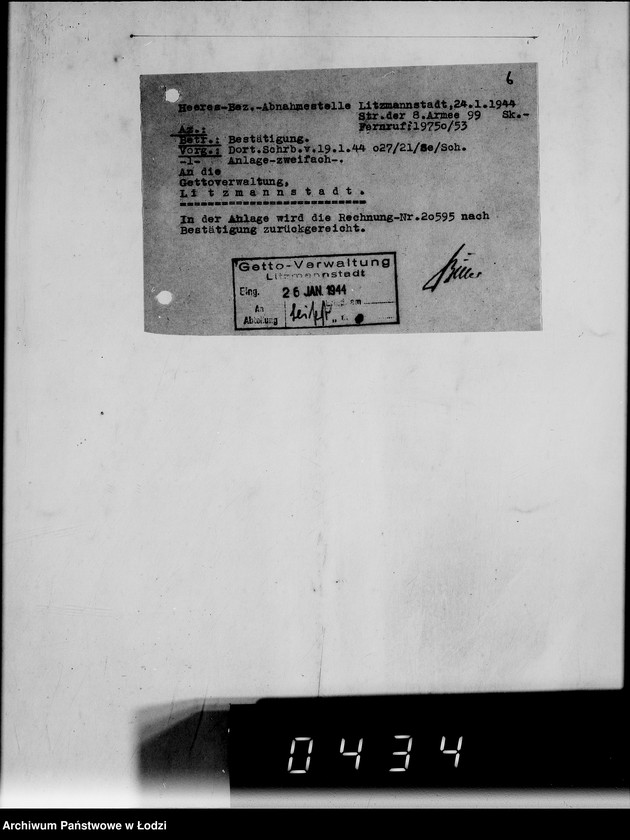 6
Heeres-Bez.-Abnahmestelle Litzmannstadt,24.1.1944
Str.der 8.Armee 99 Sk.-
Fernruf:1975o/53
Az.:
Betr.: Bestätigung.
Vorg.: Dort.Schrb.v.19.1.44 o27/21/Se/Sch.
-1- Anlage-zweifach-.
An die
Gettoverwaltung,
L i t z m a n n s t a d t .
In der Anlage wird die Rechnung-Nr.2o595 nach
Bestätigung zurückgereicht.
Getto-Verwaltung
Litzmannstadt
Eing. 26 JAN. 1944
An
Abteilung
0434
Archiwum Państwowe w Łodzi